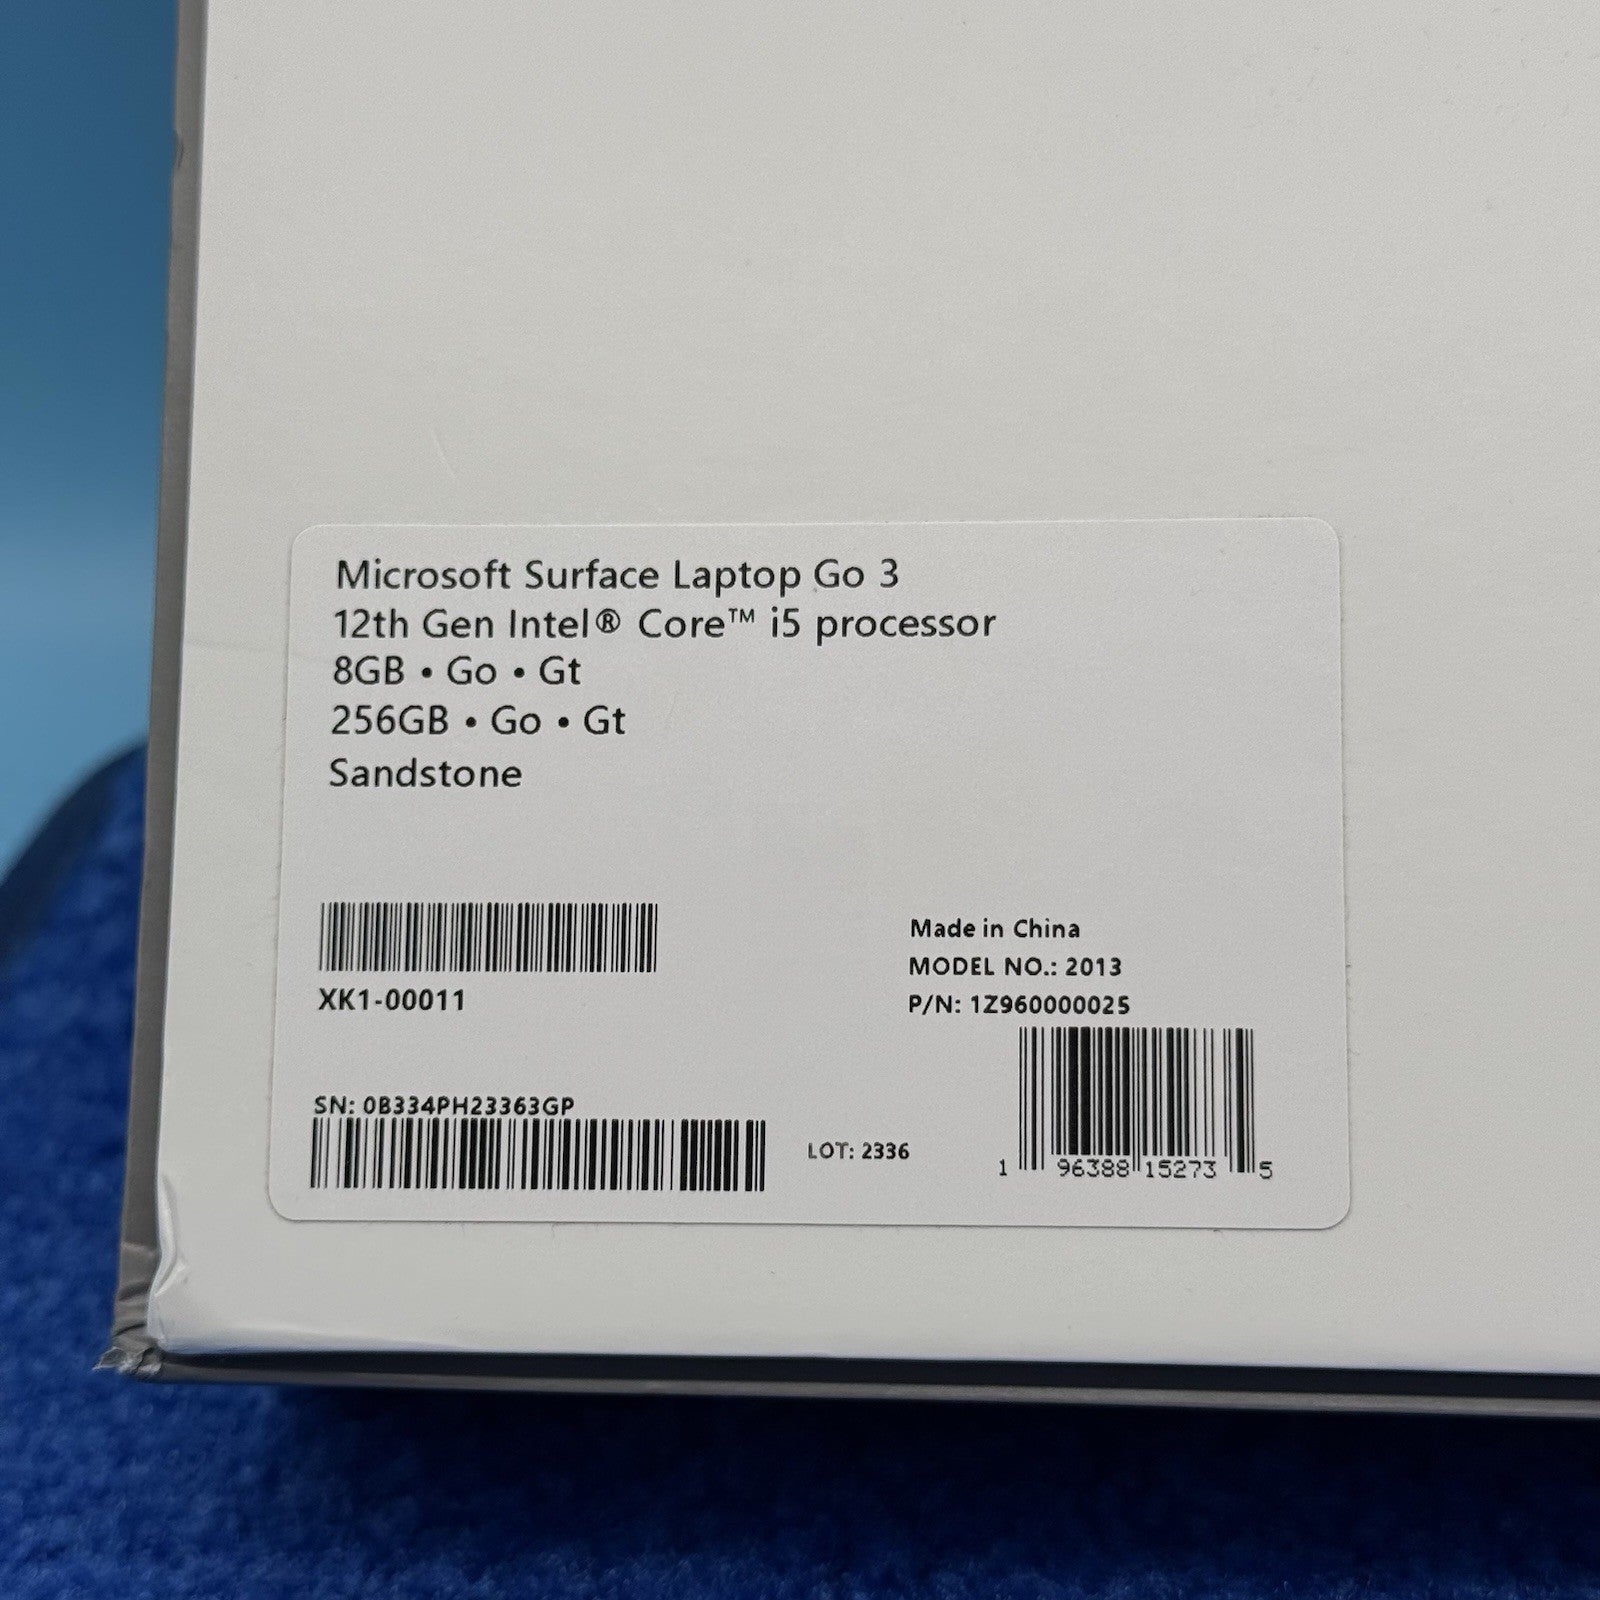 Microsoft Surface Laptop Go 3
12th Gen Intel® Core™ i5 processor
8GB • Go • Gt
256GB • Go • Gt
Sandstone
XK1-00011
Made in China
MODEL NO.: 2013
P/N: 1Z960000025
SN: 0B334PH23363GP
LOT: 2336
1 96388 15273 5